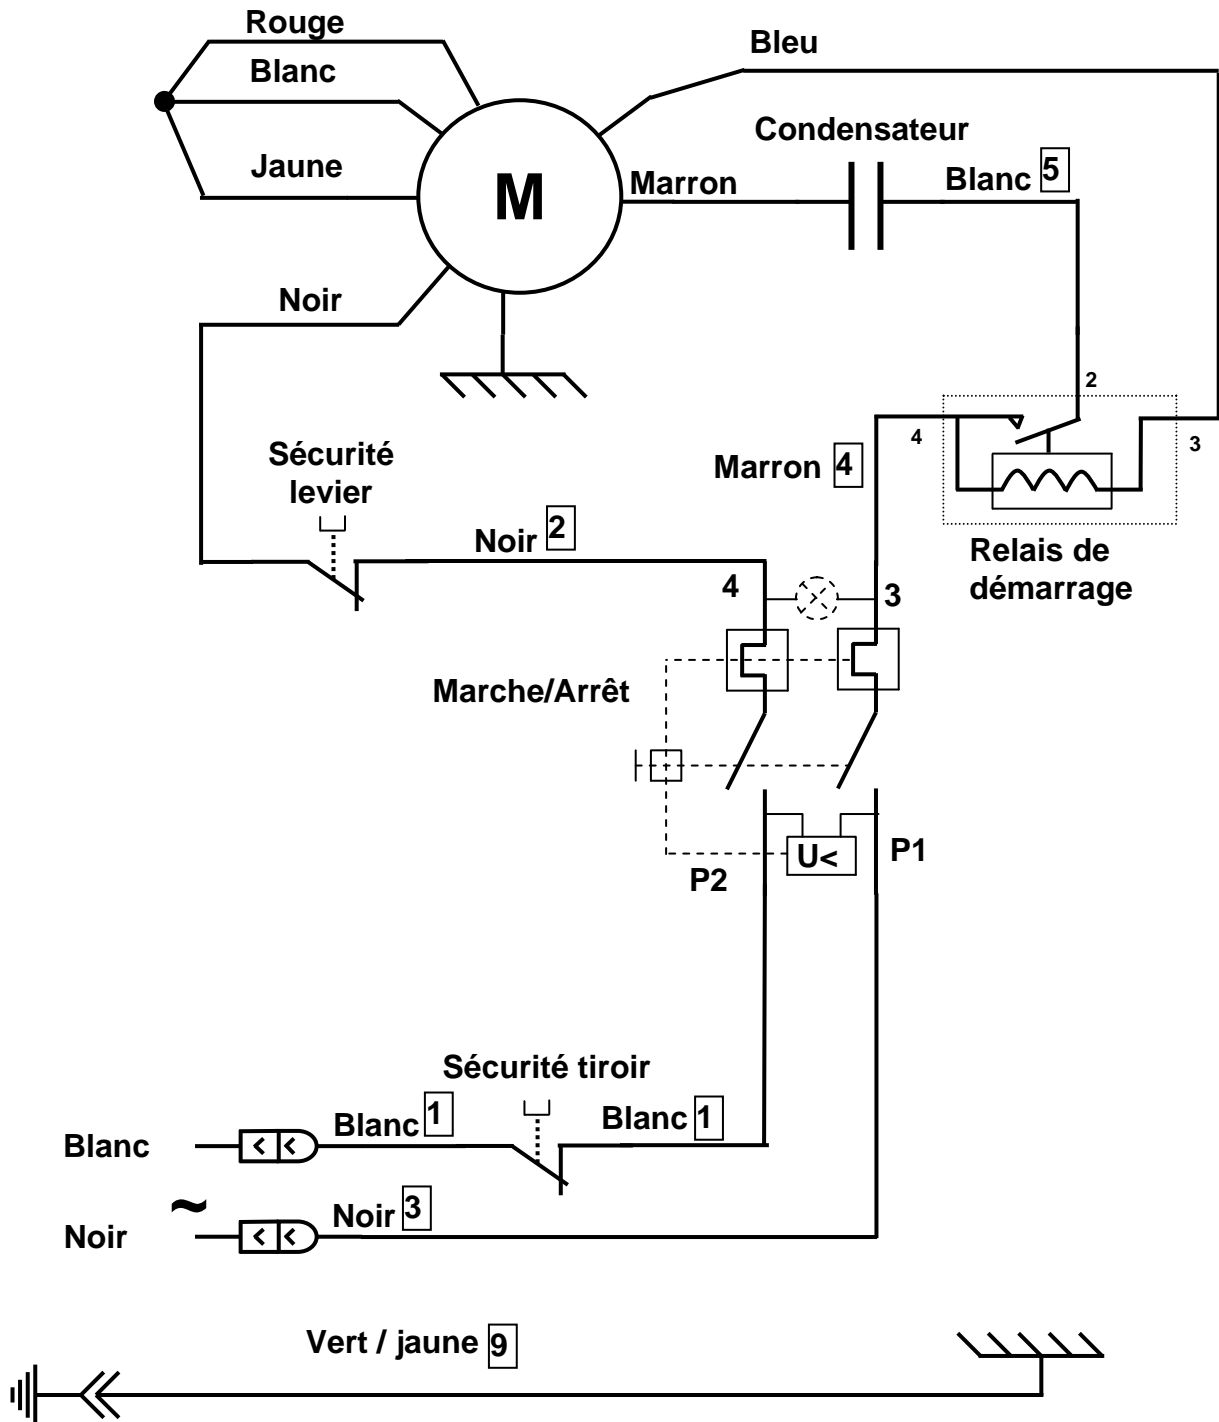 Rouge
Bleu
Blanc
Condensateur
Jaune
M
Marron
Blanc 5
Noir
2
4
3
Sécurité
levier
Marron 4
Noir 2
Relais de
démarrage
4
3
Marche/Arrêt
U<
P1
P2
Sécurité tiroir
Blanc
Blanc 1
Blanc 1
~
Noir
Noir 3
Vert / jaune 9